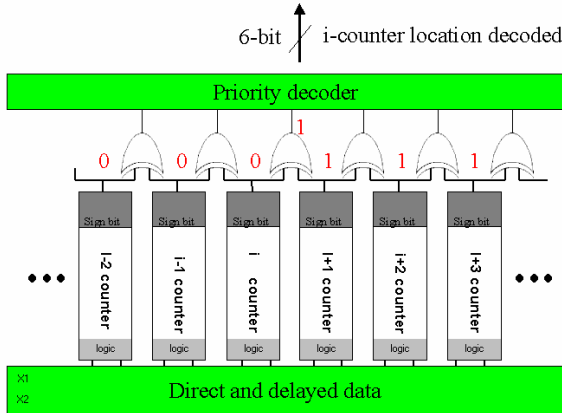 6-bit i-counter location decoded
Priority decoder
1
0 0 0 1 1 1
Sign bit Sign bit Sign bit Sign bit Sign bit Sign bit
I-2 counter
i-1 counter
i counter
I+1 counter
i+2 counter
I+3 counter
logic logic logic logic logic logic
X1
X2
Direct and delayed data